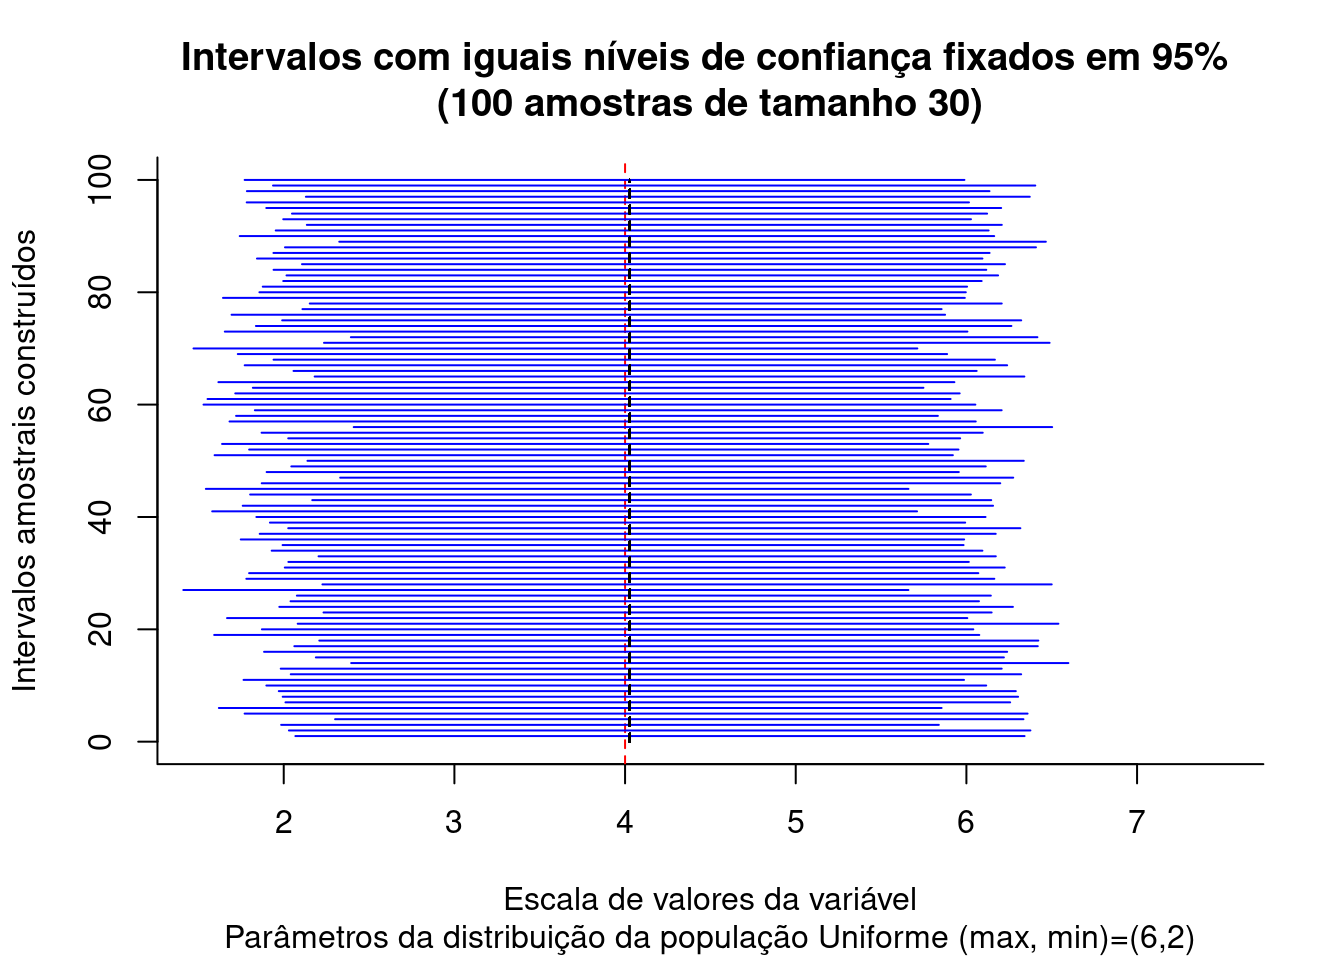 Intervalos com iguais níveis de confiança fixados em 95%
(100 amostras de tamanho 30)
Intervalos amostrais construídos
100
80
60
40
20
0
2 3 4 5 6 7
Escala de valores da variável
Parâmetros da distribuição da população Uniforme (max, min)=(6,2)